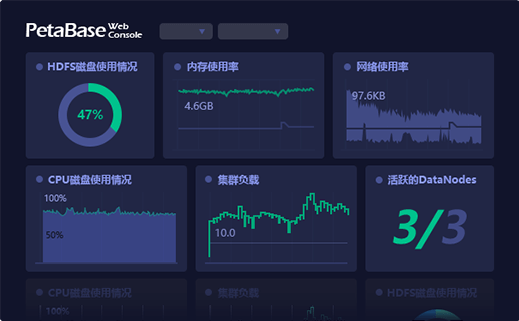 PetaBase Web Console
HDFS磁盘使用情况
47%
内存使用率
4.6GB
网络使用率
97.6KB
CPU磁盘使用情况
100%
50%
集群负载
10.0
活跃的DataNodes
3/3
CPU磁盘使用情况
100%
集群负载
HDFS磁盘使用情况